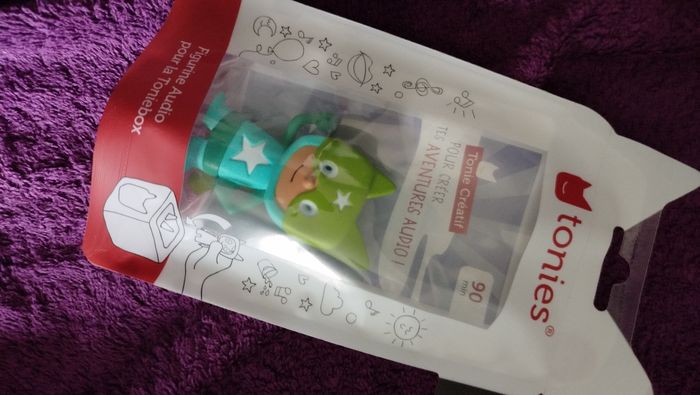 tonies®
90
min
Tonie Créatif
POUR CRÉER
TES AVENTURES AUDIO !
Figurine Audio
pour la Toniebox